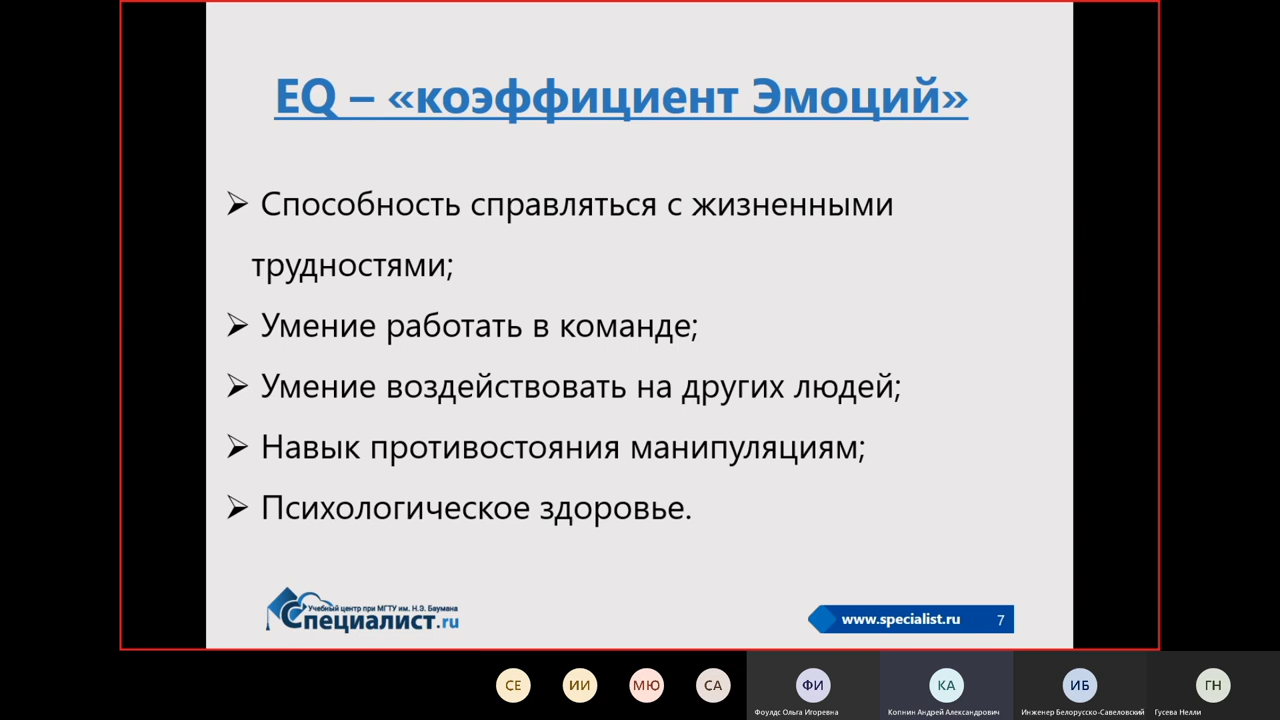 EQ – «коэффициент Эмоций»
➢ Способность справляться с жизненными
трудностями;
➢ Умение работать в команде;
➢ Умение воздействовать на других людей;
➢ Навык противостояния манипуляциям;
➢ Психологическое здоровье.
Учебный центр при МГТУ им. Н.Э. Баумана
Специалист.ru
www.specialist.ru 7
СЕ ИИ МЮ СА ФИ КА ИБ ГН
Фоулдс Ольга Игоревна Копнин Андрей Александрович Инженер Белорусско-Савеловский Гусева Нелли